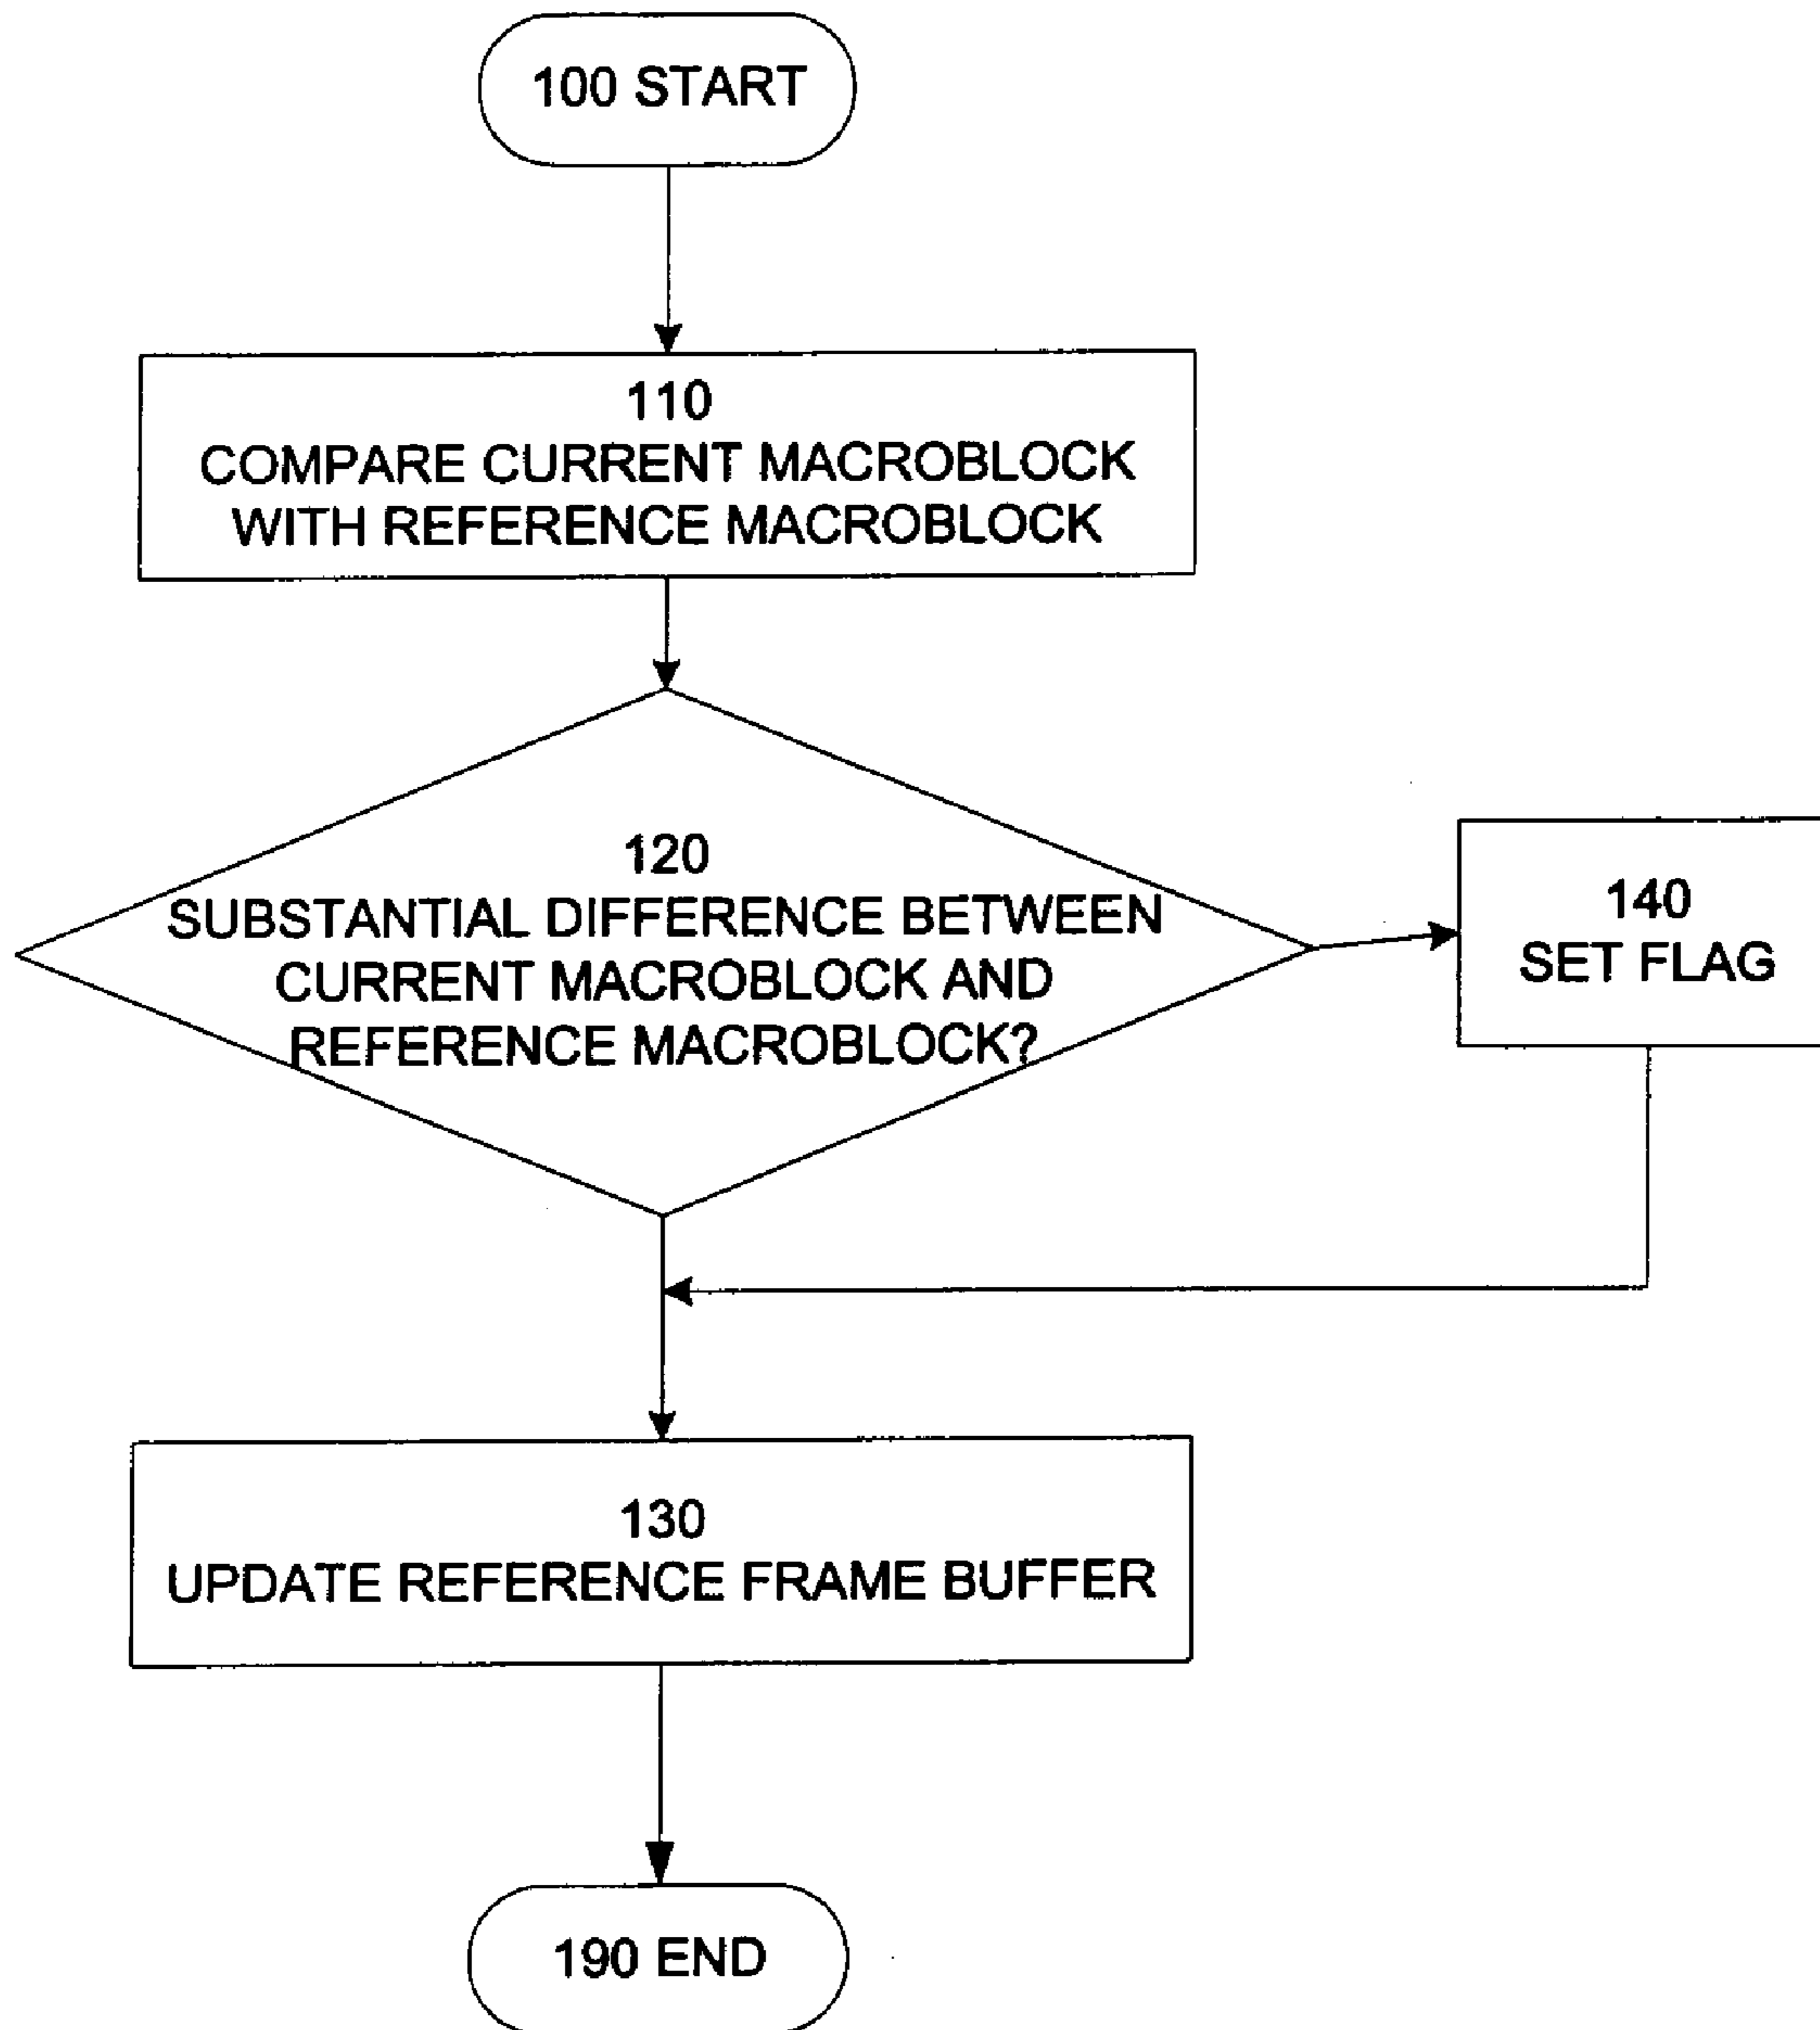 100 START
110
COMPARE CURRENT MACROBLOCK
WITH REFERENCE MACROBLOCK
120
SUBSTANTIAL DIFFERENCE BETWEEN
CURRENT MACROBLOCK AND
REFERENCE MACROBLOCK?
140
SET FLAG
130
UPDATE REFERENCE FRAME BUFFER
190 END